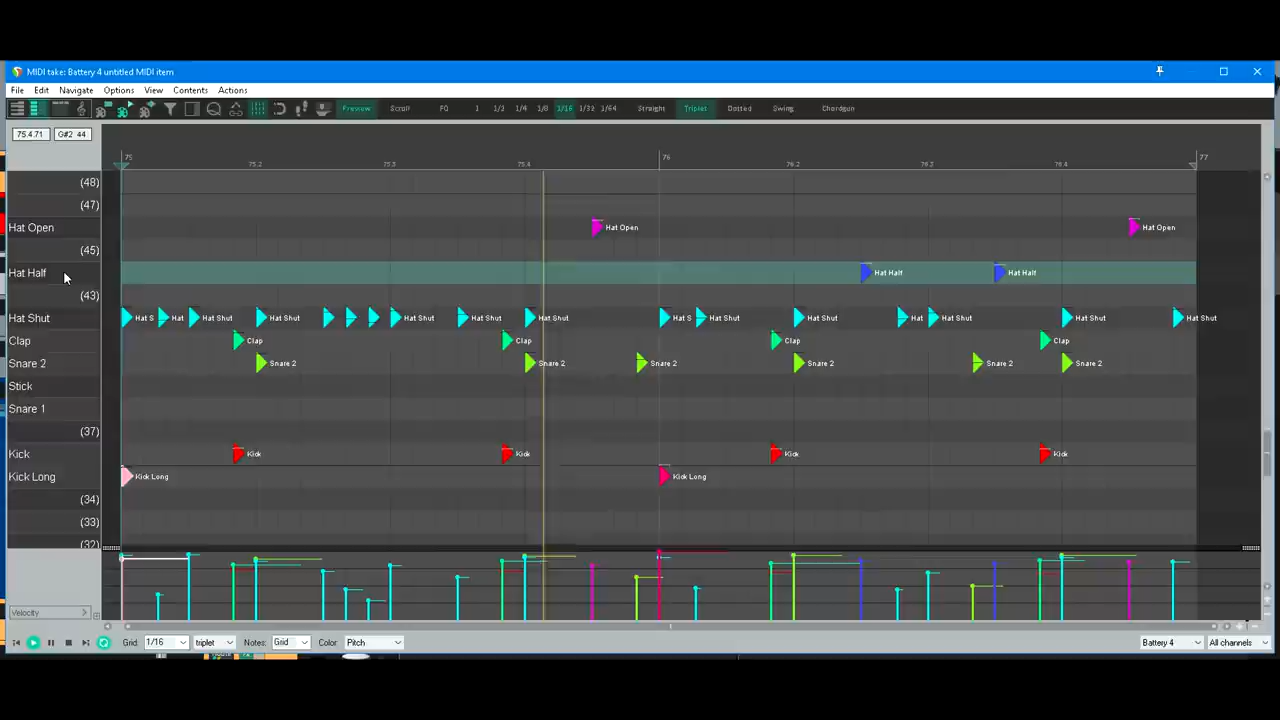 MIDI take: Battery 4 untitled MIDI item
File Edit Navigate Options View Contents Actions
Preview Scroll EQ 1 1/2 1/4 1/8 1/16 1/32 1/64 Straight Triplet Dotted Swing Chordgun
75.4.71 G#2 44
75 76 77
75.2 75.3 75.4 76.2 76.3 76.4
(48)
(47)
Hat Open Hat Open Hat Open
(45)
Hat Half Hat Half Hat Half
(43)
Hat Shut Hat S Hat Hat Shut Hat Shut Hat Shut Hat Shut Hat Shut Hat S Hat Shut Hat Shut Hat Hat Shut Hat Shut Hat Shut
Clap Clap Clap Clap Clap
Snare 2 Snare 2 Snare 2 Snare 2 Snare 2 Snare 2 Snare 2
Stick
Snare 1
(37)
Kick Kick Kick Kick Kick
Kick Long Kick Long Kick Long
(34)
(33)
(32)
Velocity
Grid: 1/16 triplet Notes: Grid Color Pitch Battery 4 All channels